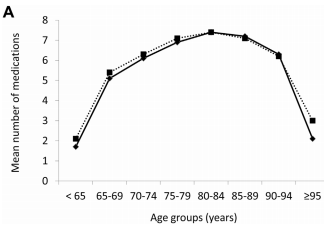 A
8
7
6
5
4
3
2
1
0
Mean number of medications
< 65 65-69 70-74 75-79 80-84 85-89 90-94 ≥95
Age groups (years)